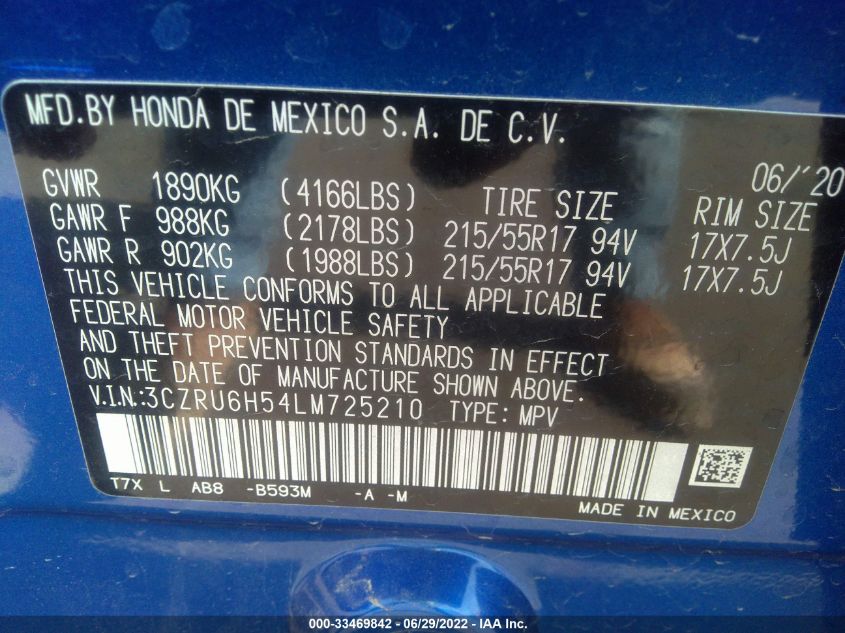 MFD.BY HONDA DE MEXICO S.A. DE C.V.
06/'20
GVWR 1890KG (4166LBS) TIRE SIZE RIM SIZE
GAWR F 988KG (2178LBS) 215/55R17 94V 17X7.5J
GAWR R 902KG (1988LBS) 215/55R17 94V 17X7.5J
THIS VEHICLE CONFORMS TO ALL APPLICABLE
FEDERAL MOTOR VEHICLE SAFETY
AND THEFT PREVENTION STANDARDS IN EFFECT
ON THE DATE OF MANUFACTURE SHOWN ABOVE.
V.I.N.:3CZRU6H54LM725210 TYPE: MPV
T7X L AB8 -B593M -A -M
MADE IN MEXICO
000-33469842 - 06/29/2022 - IAA Inc.